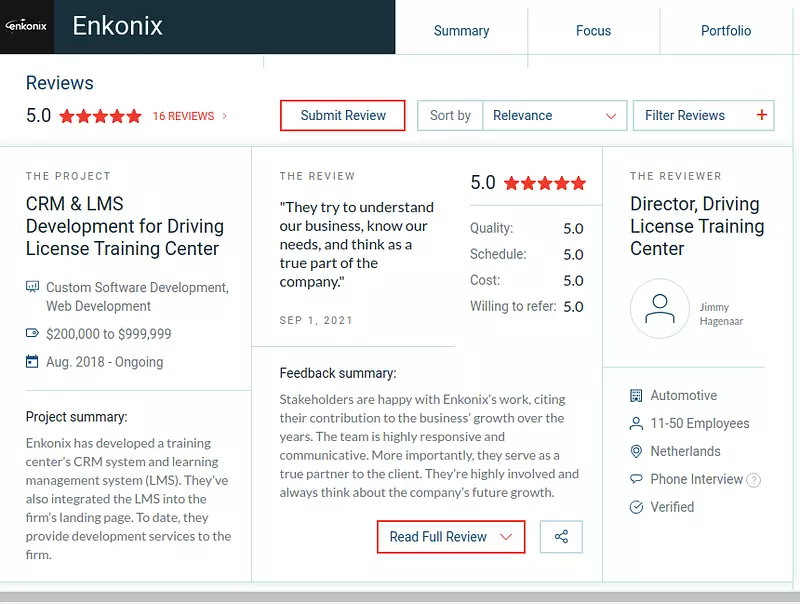 enkonix
Enkonix
Summary
Focus
Portfolio
Reviews
5.0
16 REVIEWS
Submit Review
Sort by
Relevance
Filter Reviews
+
THE PROJECT
CRM & LMS
Development for Driving
License Training Center
Custom Software Development,
Web Development
$200,000 to $999,999
Aug. 2018 - Ongoing
Project summary:
Enkonix has developed a training
center's CRM system and learning
management system (LMS). They've
also integrated the LMS into the
firm's landing page. To date, they
provide development services to the
firm.
THE REVIEW
"They try to understand
our business, know our
needs, and think as a
true part of the
company."
SEP 1, 2021
5.0
Quality: 5.0
Schedule: 5.0
Cost: 5.0
Willing to refer: 5.0
Feedback summary:
Stakeholders are happy with Enkonix's work, citing
their contribution to the business' growth over the
years. The team is highly responsive and
communicative. More importantly, they serve as a
true partner to the client. They're highly involved and
always think about the company's future growth.
Read Full Review
THE REVIEWER
Director, Driving
License Training
Center
Jimmy
Hagenaar
Automotive
11-50 Employees
Netherlands
Phone Interview ?
Verified